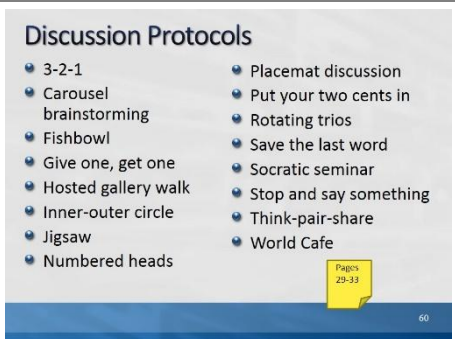 Discussion Protocols
3-2-1
Carousel
brainstorming
Fishbowl
Give one, get one
Hosted gallery walk
Inner-outer circle
Jigsaw
Numbered heads
Placemat discussion
Put your two cents in
Rotating trios
Save the last word
Socratic seminar
Stop and say something
Think-pair-share
World Cafe
Pages
29-33
60